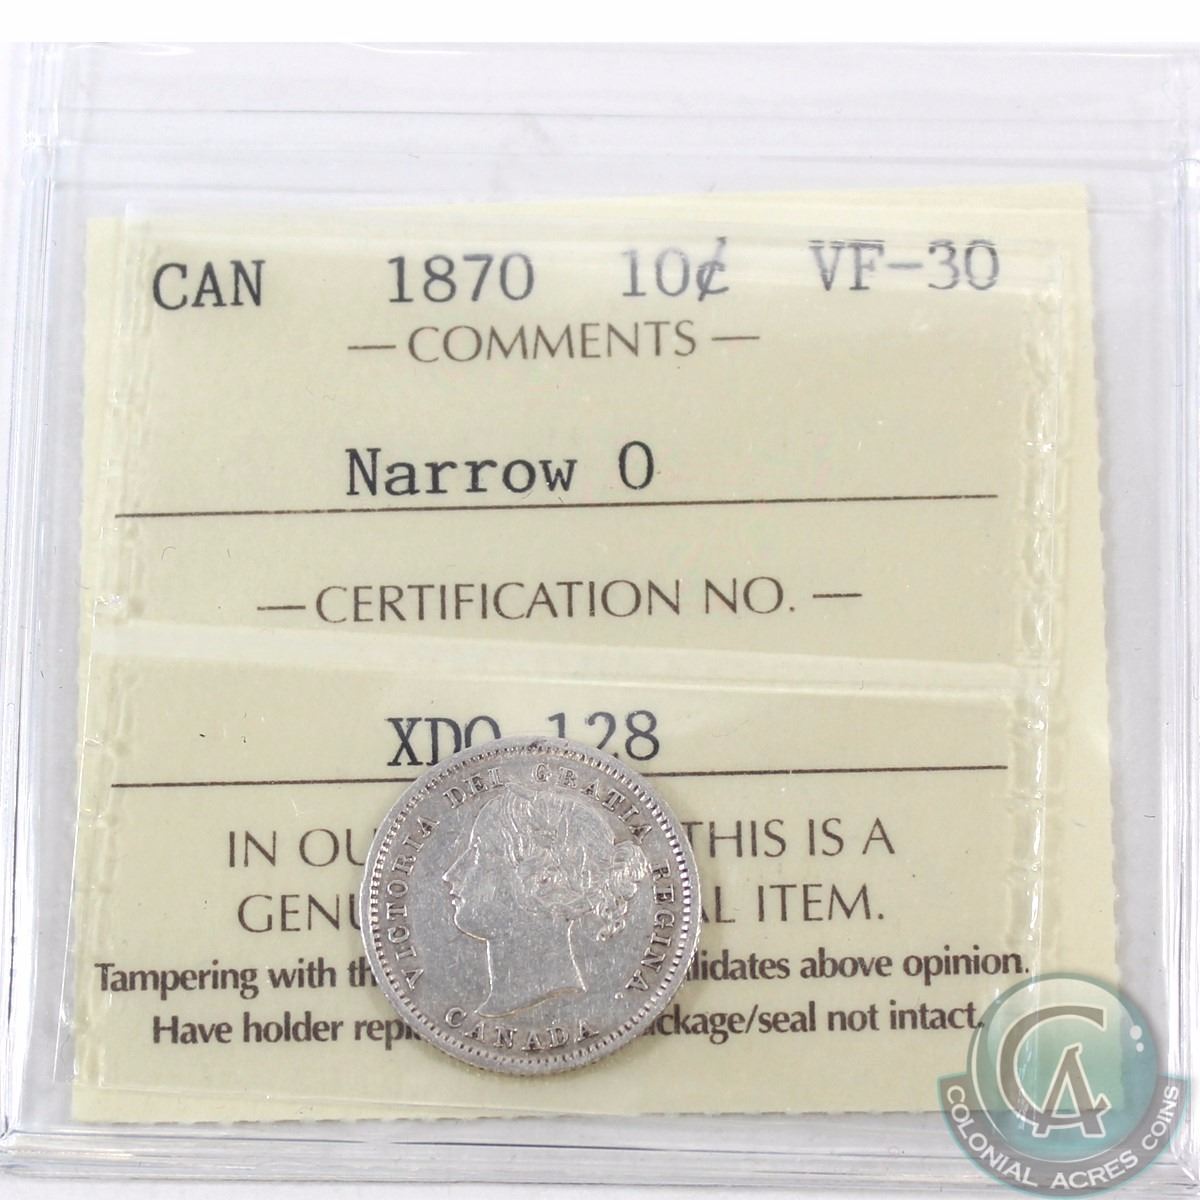 CAN 1870 10¢ VF-30
— COMMENTS —
Narrow 0
— CERTIFICATION NO. —
XDO 128
IN OU THIS IS A
GENU AL ITEM.
Tampering with th lidates above opinion.
Have holder repl ckage/seal not intact.
VICTORIA DEI GRATIA REGINA.
CANADA
CA
COLONIAL ACRES COINS